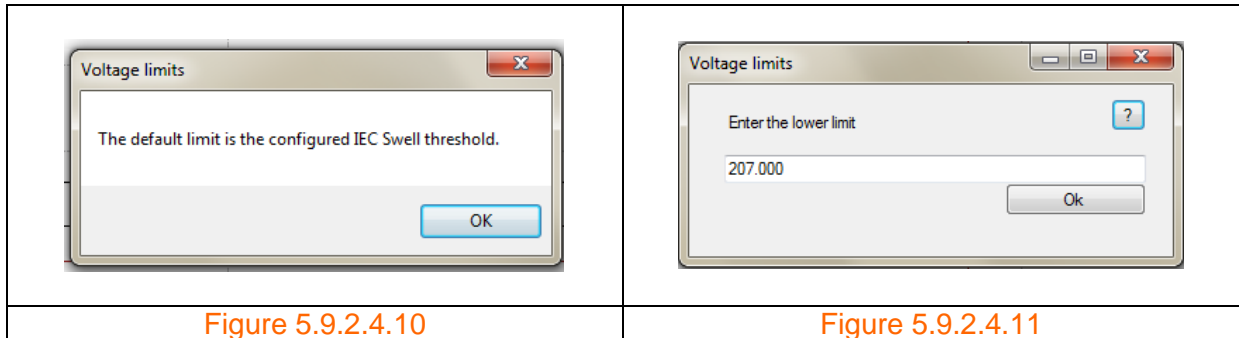 Voltage limits
The default limit is the configured IEC Swell threshold.
OK
Figure 5.9.2.4.10
Voltage limits
Enter the lower limit
?
207.000
Ok
Figure 5.9.2.4.11